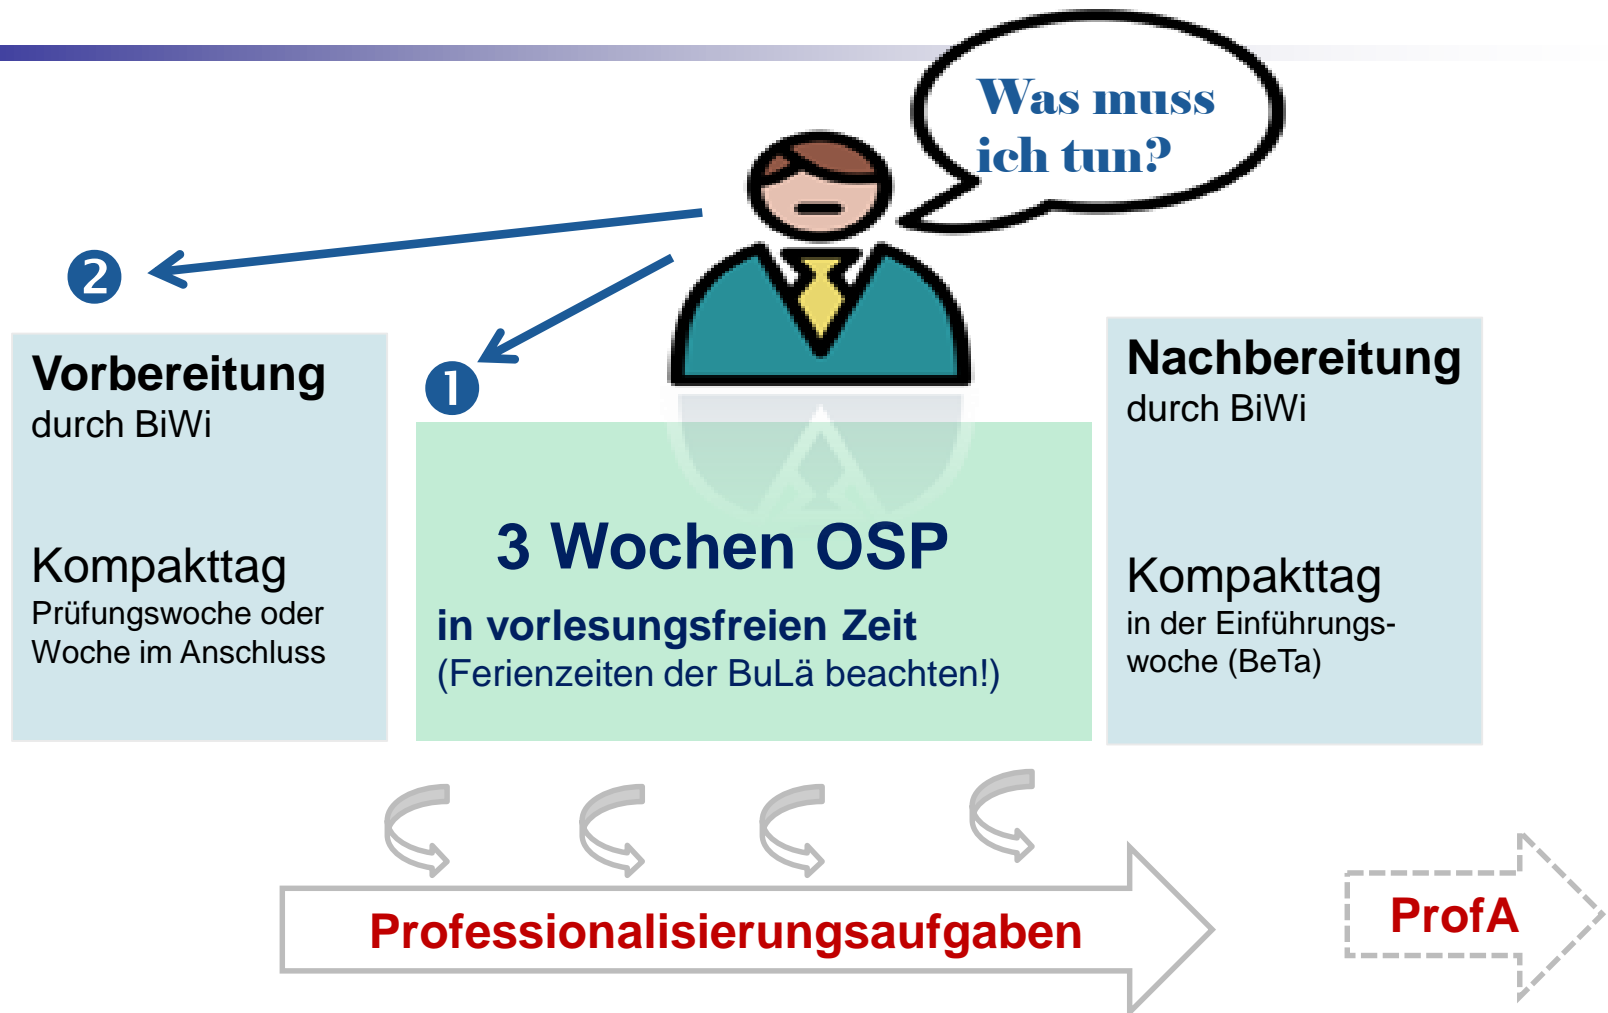 Was muss
ich tun?
2
1
Vorbereitung
durch BiWi
Kompakttag
Prüfungswoche oder
Woche im Anschluss
3 Wochen OSP
in vorlesungsfreien Zeit
(Ferienzeiten der BuLä beachten!)
Nachbereitung
durch BiWi
Kompakttag
in der Einführungs-
woche (BeTa)
Professionalisierungsaufgaben
ProfA